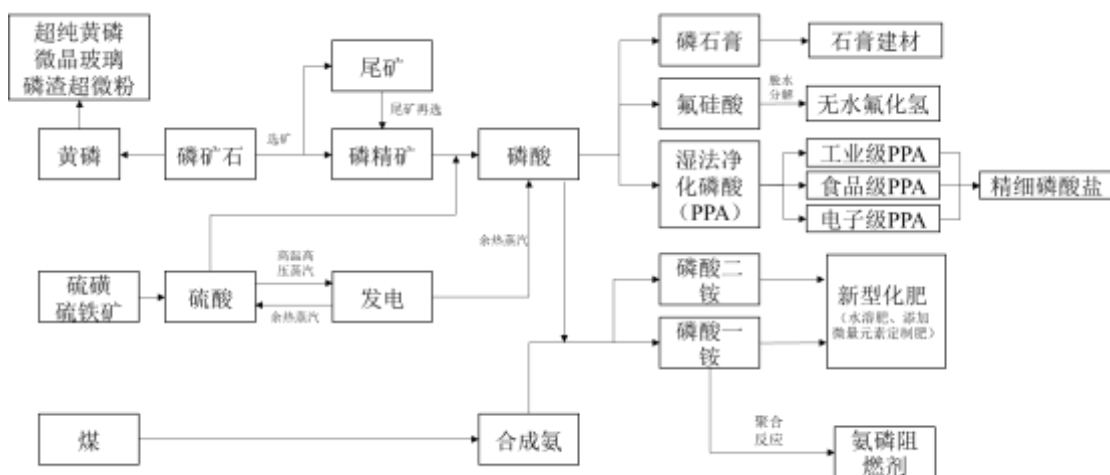 超纯黄磷
微晶玻璃
磷渣超微粉
尾矿
磷石膏
石膏建材
尾矿再选
氟硅酸
脱水
分解
无水氟化氢
黄磷
磷矿石
选矿
磷精矿
磷酸
湿法净
化磷酸
（PPA）
工业级PPA
食品级PPA
电子级PPA
精细磷酸盐
余热蒸汽
硫磺
硫铁矿
硫酸
高温高
压蒸汽
余热蒸汽
发电
磷酸二
铵
磷酸一
铵
新型化肥
（水溶肥、添加
微量元素定制肥）
煤
合成氨
聚合
反应
氨磷阻
燃剂